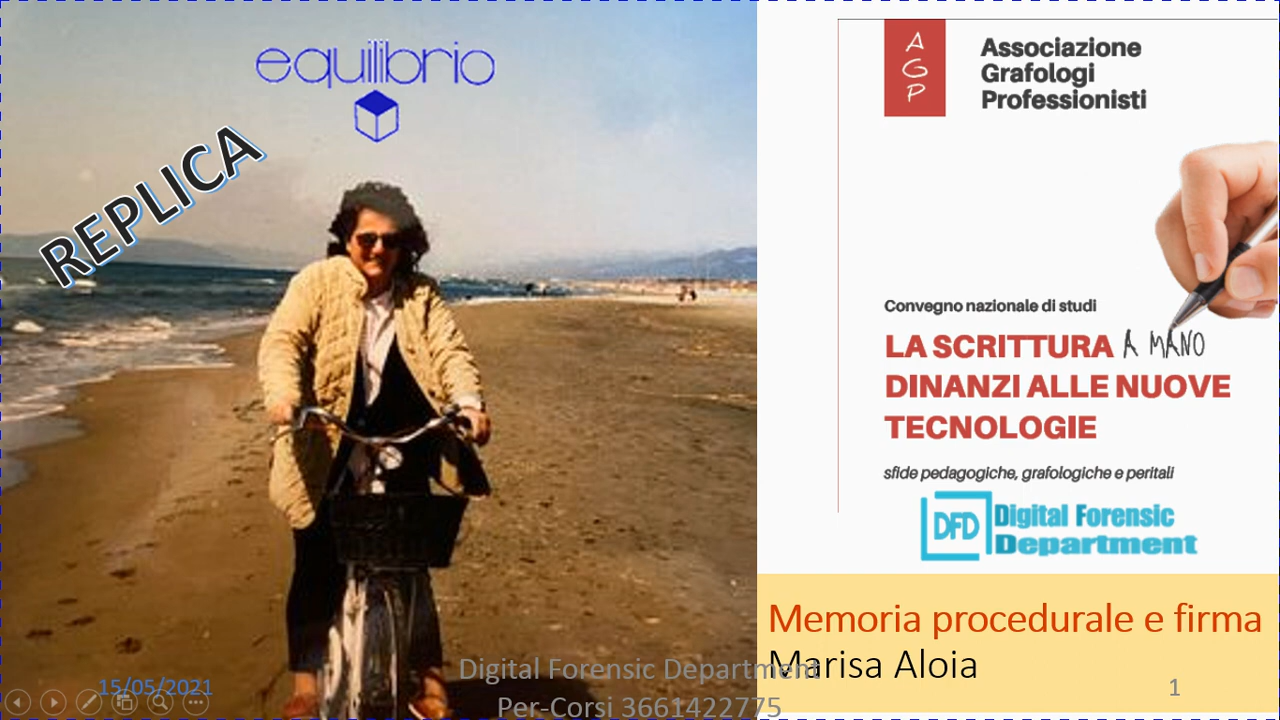 equilibrio
REPLICA
A
G
P
Associazione
Grafologi
Professionisti
Convegno nazionale di studi
LA SCRITTURA A MANO
DINANZI ALLE NUOVE
TECNOLOGIE
sfide pedagogiche, grafologiche e peritali
DFD
Digital Forensic
Department
Memoria procedurale e firma
Marisa Aloia
15/05/2021
Digital Forensic Department
Per-Corsi 3661422775
1